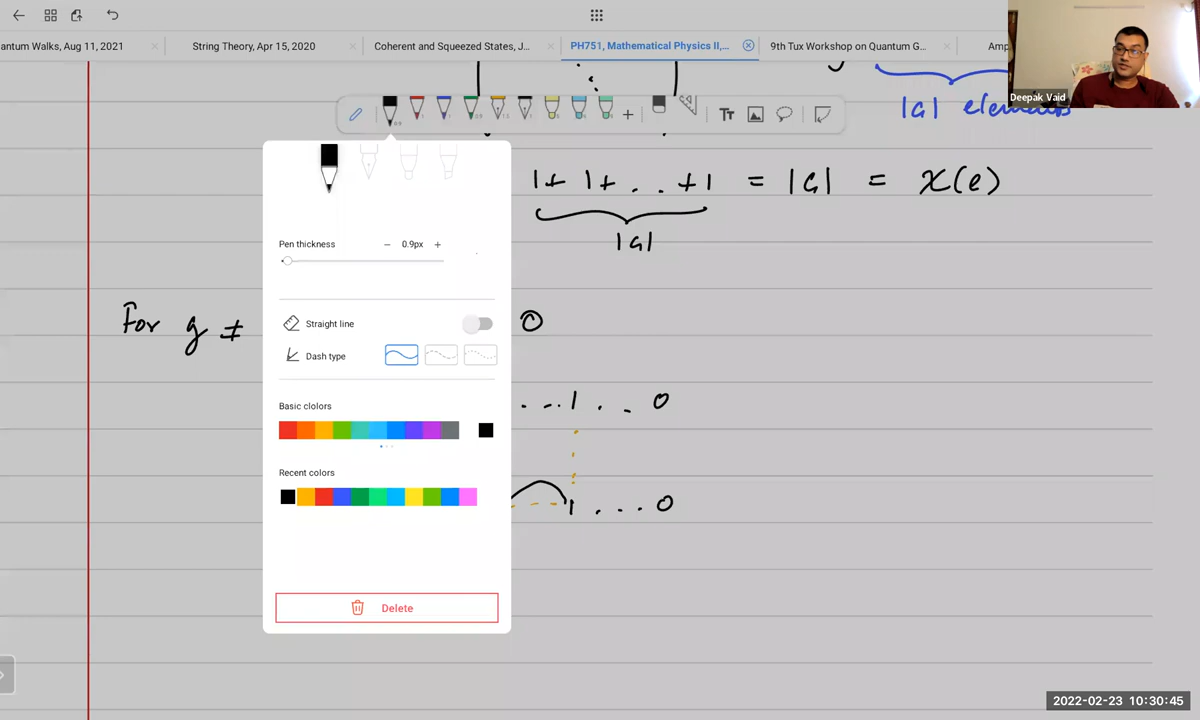 antum Walks, Aug 11, 2021
String Theory, Apr 15, 2020
Coherent and Squeezed States, J...
PH751, Mathematical Physics II,...
9th Tux Workshop on Quantum G...
Amp
Deepak Vaid
|G| elements
1+ 1+ . . +1 = |G| = χ(e)
|G|
Pen thickness
0.9px
For g ≠
0
Straight line
Dash type
...1 . . 0
Basic clolors
Recent colors
1 . . . 0
Delete
2022-02-23 10:30:45